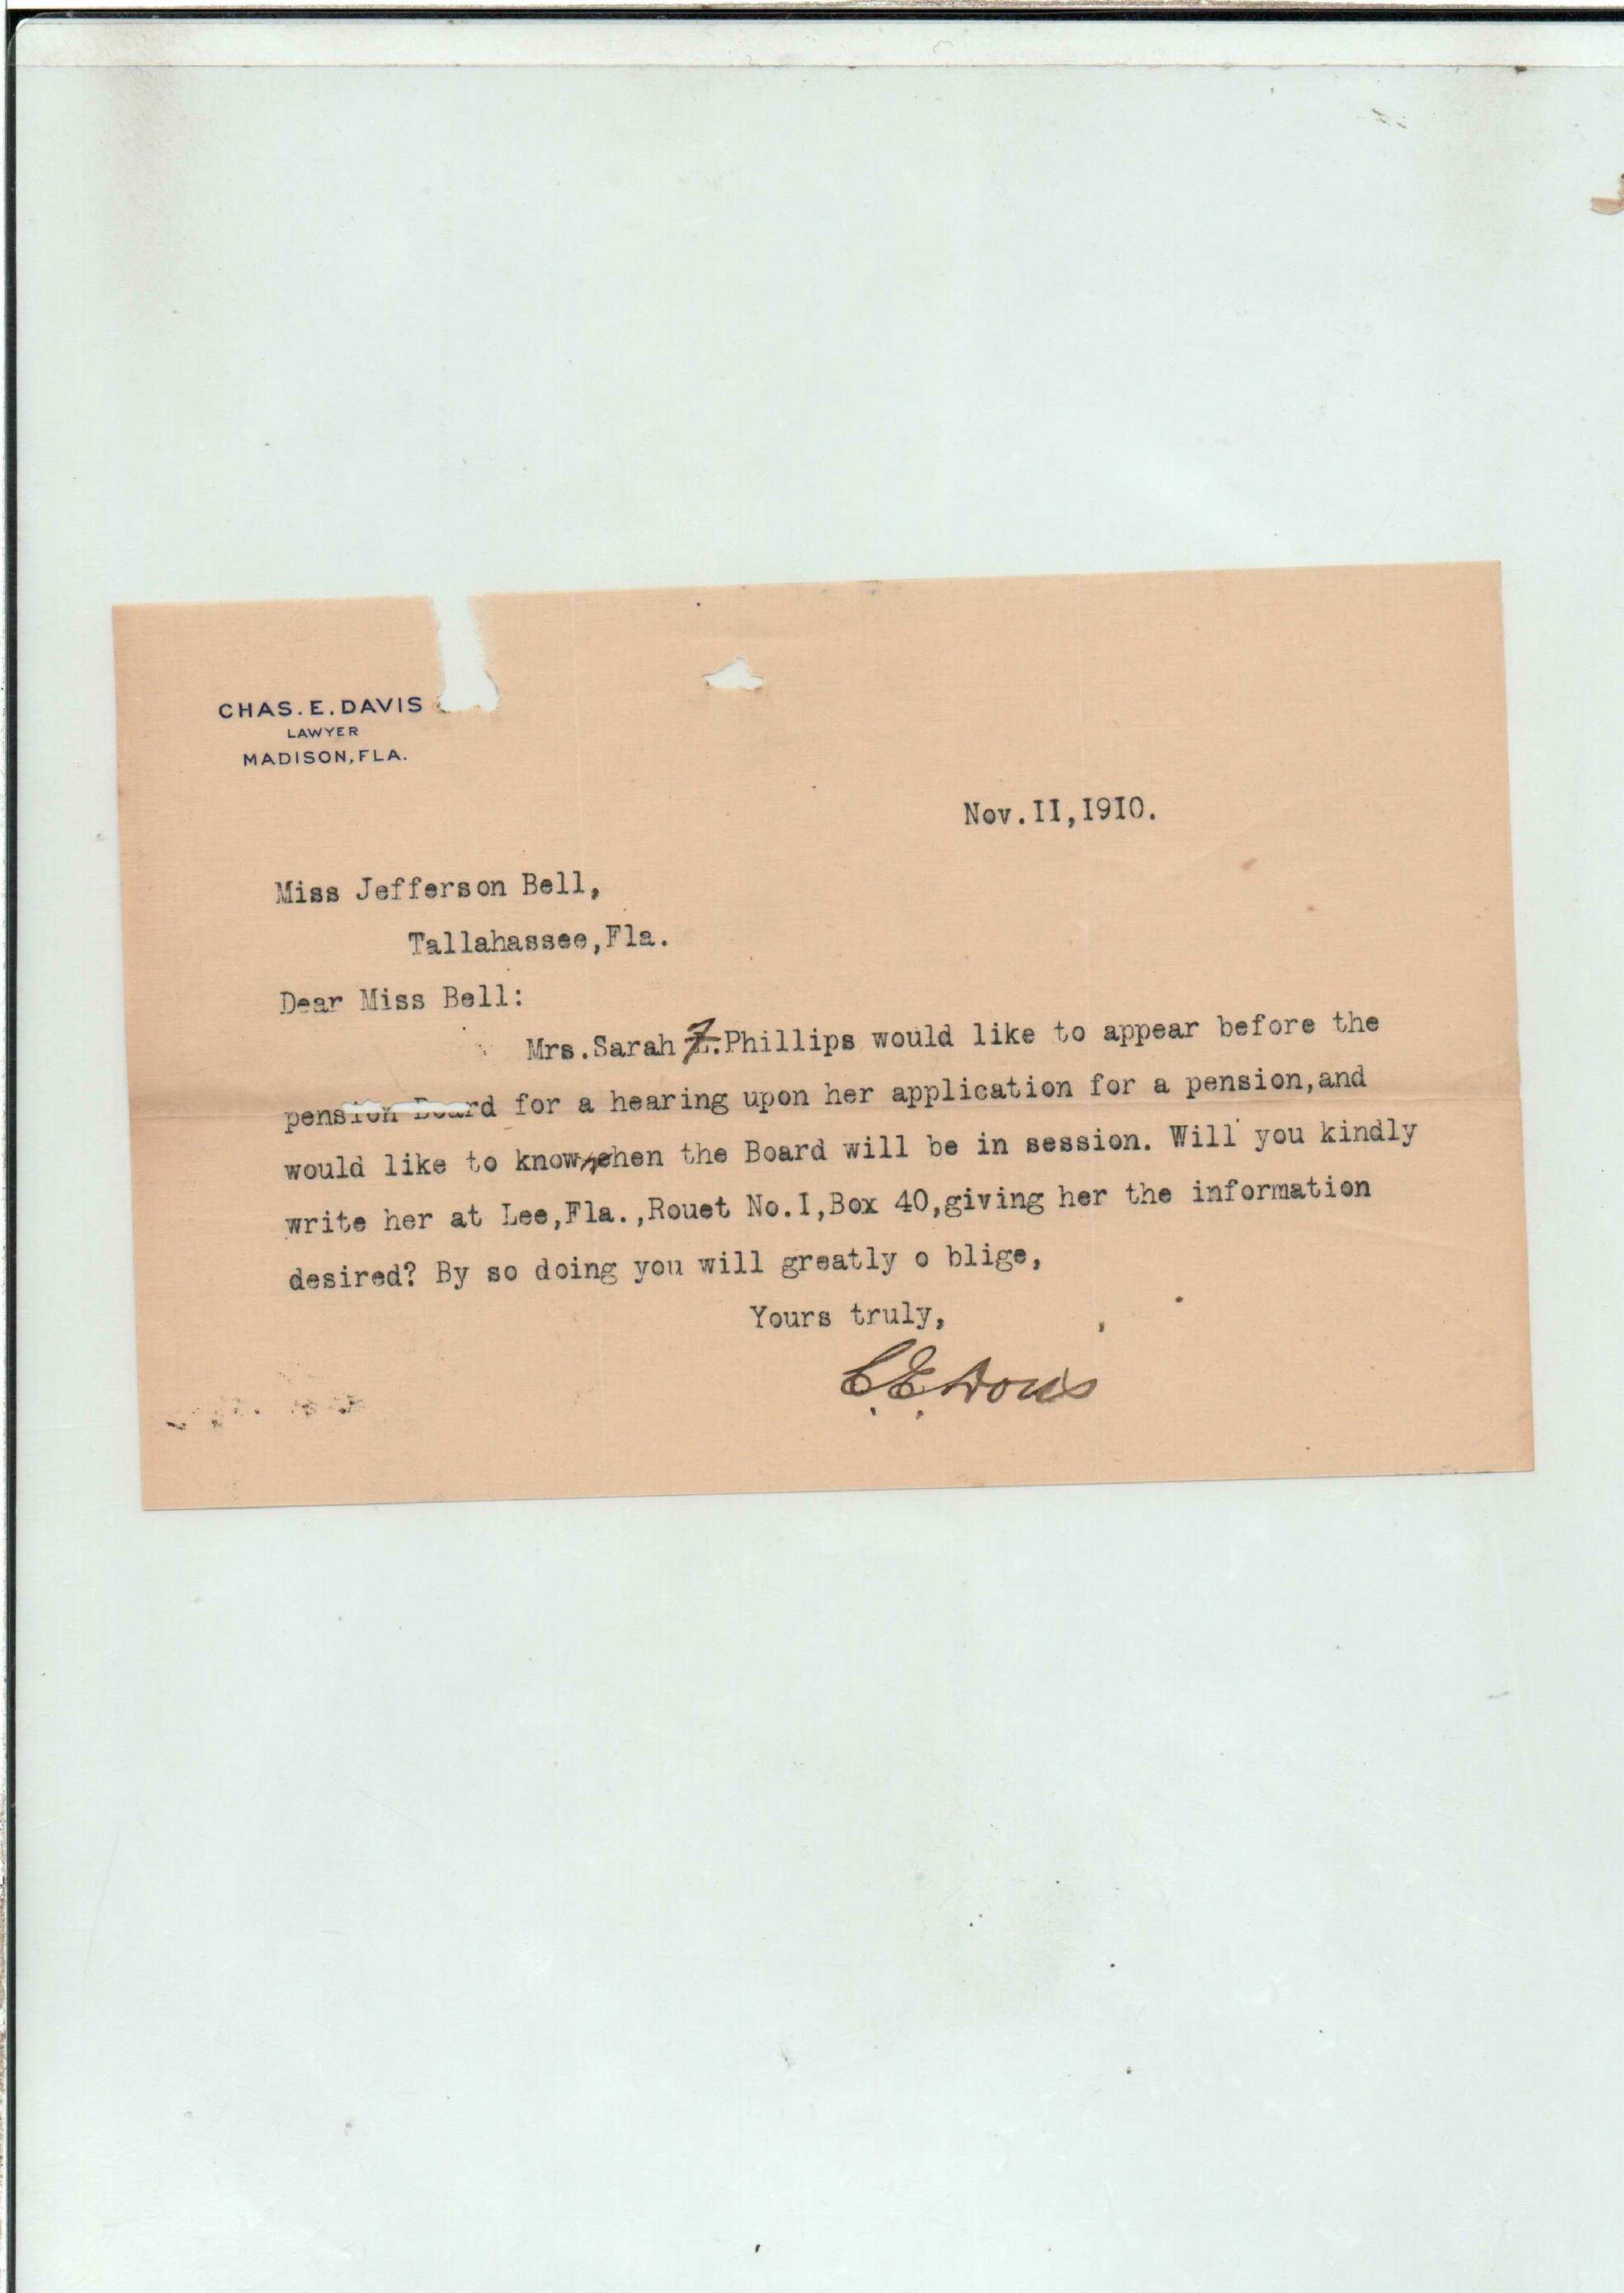 CHAS. E. DAVIS
LAWYER
MADISON, FLA.
Nov.II,I9IO.
Miss Jefferson Bell,
Tallahassee,Fla.
Dear Miss Bell:
Mrs.Sarah Phillips would like to appear before the
pension Board for a hearing upon her application for a pension,and
would like to know when the Board will be in session. Will you kindly
write her at Lee,Fla.,Rouet No.I,Box 40,giving her the information
desired? By so doing you will greatly o blige,
Yours truly,
C.E. Davis